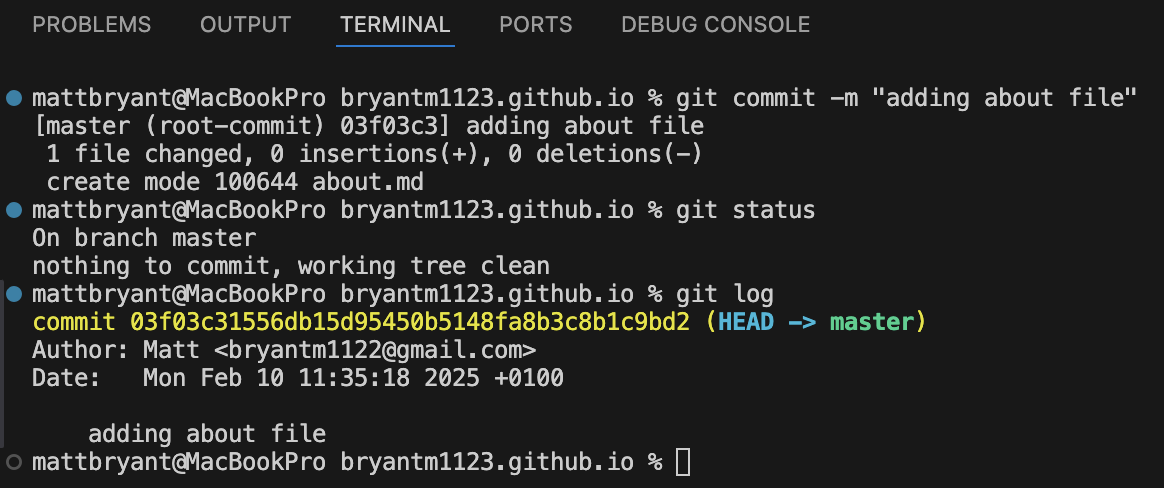 PROBLEMS OUTPUT TERMINAL PORTS DEBUG CONSOLE
mattbryant@MacBookPro bryantm1123.github.io % git commit -m "adding about file"
[master (root-commit) 03f03c3] adding about file
 1 file changed, 0 insertions(+), 0 deletions(-)
 create mode 100644 about.md
mattbryant@MacBookPro bryantm1123.github.io % git status
On branch master
nothing to commit, working tree clean
mattbryant@MacBookPro bryantm1123.github.io % git log
commit 03f03c31556db15d95450b5148fa8b3c8b1c9bd2 (HEAD -> master)
Author: Matt <bryantm1122@gmail.com>
Date:   Mon Feb 10 11:35:18 2025 +0100
    adding about file
mattbryant@MacBookPro bryantm1123.github.io %